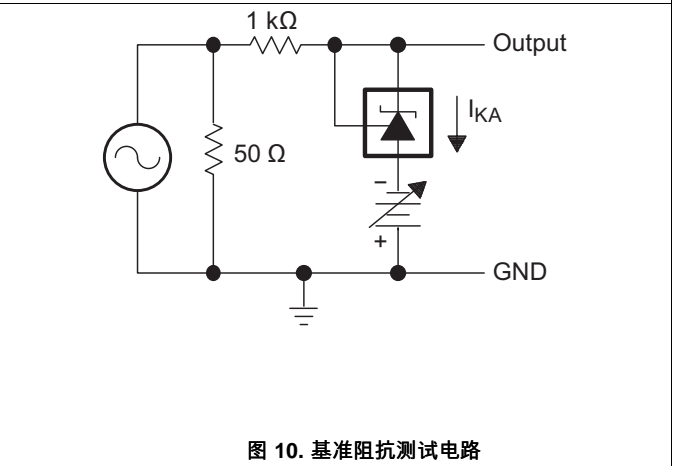 1 kΩ
Output
I_KA
50 Ω
−
+
GND
图 10. 基准阻抗测试电路